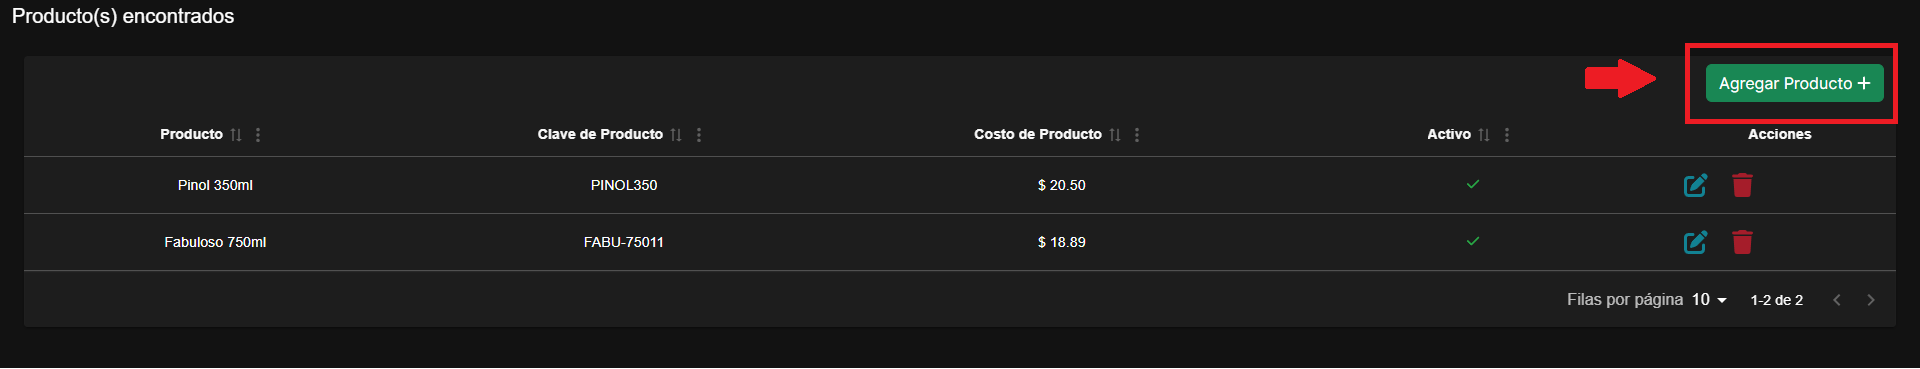 Producto(s) encontrados
Agregar Producto +
Producto Clave de Producto Costo de Producto Activo Acciones
Pinol 350ml PINOL350 $ 20.50
Fabuloso 750ml FABU-75011 $ 18.89
Filas por página 10 1-2 de 2